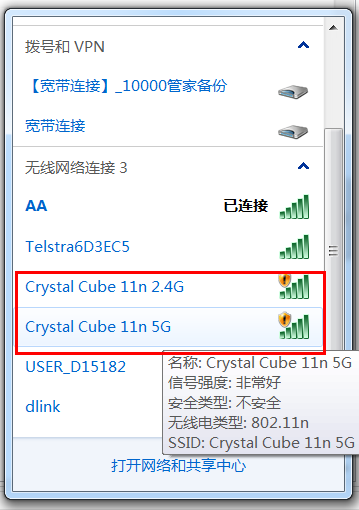 拨号和 VPN
【宽带连接】_10000管家备份
宽带连接
无线网络连接 3
AA 已连接
Telstra6D3EC5
Crystal Cube 11n 2.4G
Crystal Cube 11n 5G
USER_D15182
dlink
名称: Crystal Cube 11n 5G
信号强度: 非常好
安全类型: 不安全
无线电类型: 802.11n
SSID: Crystal Cube 11n 5G
打开网络和共享中心